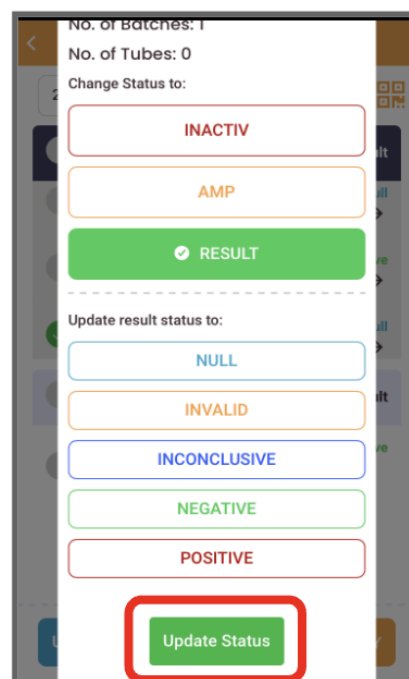 No. of Batches: 1
No. of Tubes: 0
Change Status to:
INACTIV
AMP
RESULT
Update result status to:
NULL
INVALID
INCONCLUSIVE
NEGATIVE
POSITIVE
Update Status